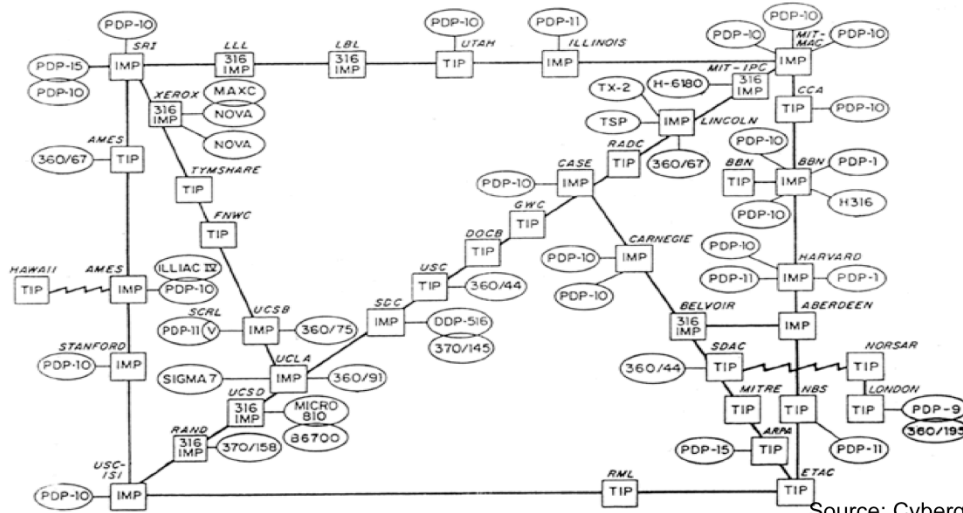 PDP-10
PDP-10
PDP-11
PDP-10
SRI
LLL
LBL
UTAH
ILLINOIS
PDP-10
MIT-
MAC
PDP-10
PDP-15
IMP
316
IMP
316
IMP
TIP
IMP
IMP
PDP-10
XEROX
MAXC
MIT-IPC
CCA
316
IMP
NOVA
TX-2
H-6180
316
IMP
TIP
PDP-10
NOVA
TSP
IMP
LINCOLN
AMES
RADC
PDP-10
360/67
TIP
CASE
TIP
360/67
BBN
BBN
PDP-1
TYMSHARE
PDP-10
IMP
TIP
IMP
TIP
GWC
PDP-10
H316
FNWC
DOCB
TIP
TIP
USC
TIP
CARNEGIE
PDP-10
HARVARD
HAWAII
AMES
ILLIAC IV
PDP-10
IMP
PDP-11
IMP
PDP-1
TIP
IMP
PDP-10
SDC
TIP
360/44
PDP-10
SCRL
UCSB
BELVOIR
ABERDEEN
PDP-11
V
IMP
360/75
IMP
DDP-516
316
IMP
IMP
STANFORD
UCLA
370/145
SDAC
NORSAR
PDP-10
IMP
SIGMA 7
IMP
360/91
360/44
TIP
TIP
UCSD
MITRE
NBS
LONDON
316
IMP
MICRO
810
TIP
TIP
TIP
PDP-9
RAND
B6700
ARPA
360/195
316
IMP
370/158
PDP-15
TIP
PDP-11
USC-
ISI
RML
ETAC
PDP-10
IMP
TIP
TIP
Source: